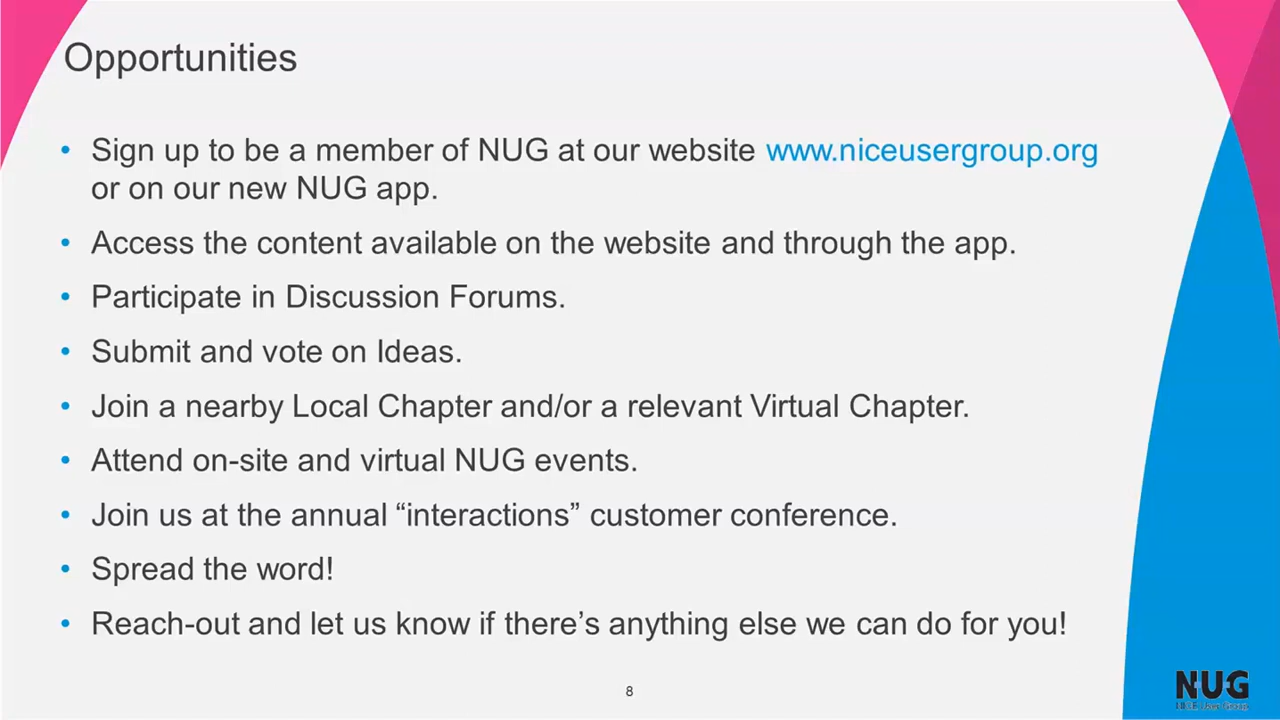 Opportunities
• Sign up to be a member of NUG at our website www.niceusergroup.org
or on our new NUG app.
• Access the content available on the website and through the app.
• Participate in Discussion Forums.
• Submit and vote on Ideas.
• Join a nearby Local Chapter and/or a relevant Virtual Chapter.
• Attend on-site and virtual NUG events.
• Join us at the annual “interactions” customer conference.
• Spread the word!
• Reach-out and let us know if there’s anything else we can do for you!
8
NUG
NICE User Group